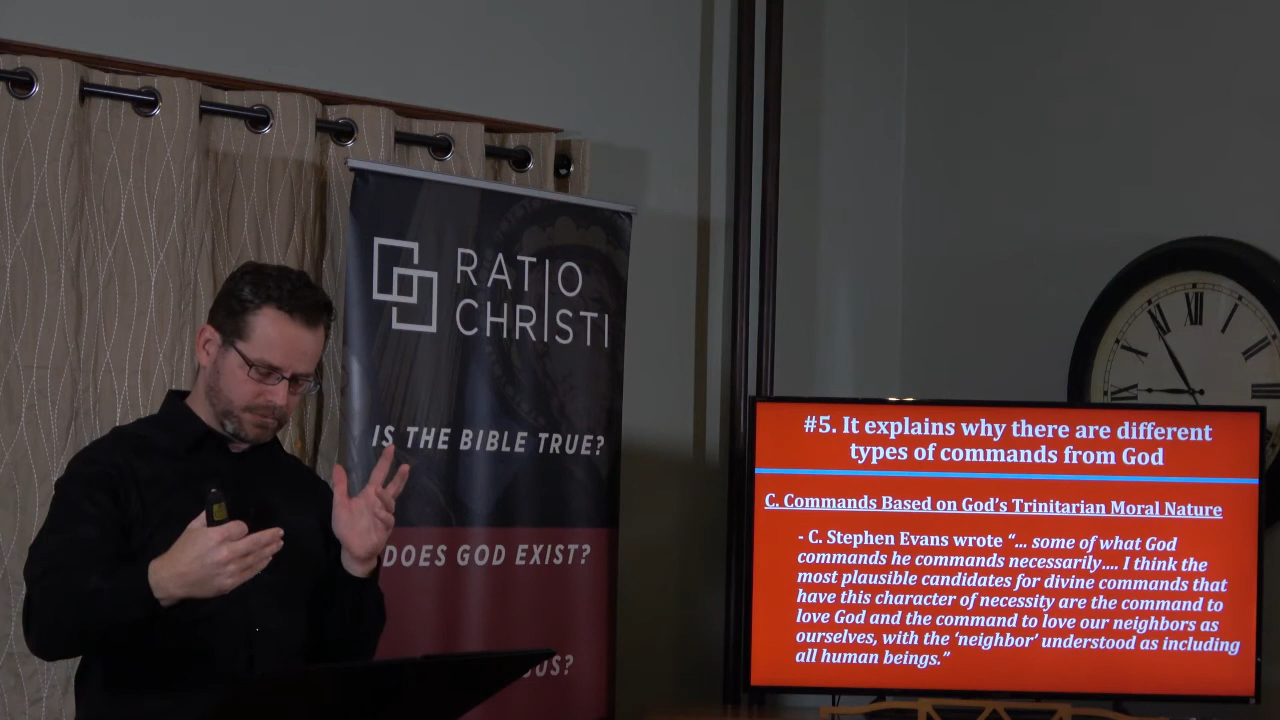 RATIO
CHRISTI
IS THE BIBLE TRUE?
DOES GOD EXIST?
#5. It explains why there are different
types of commands from God
C. Commands Based on God's Trinitarian Moral Nature
- C. Stephen Evans wrote “... some of what God
commands he commands necessarily.... I think the
most plausible candidates for divine commands that
have this character of necessity are the command to
love God and the command to love our neighbors as
ourselves, with the ‘neighbor’ understood as including
all human beings.”